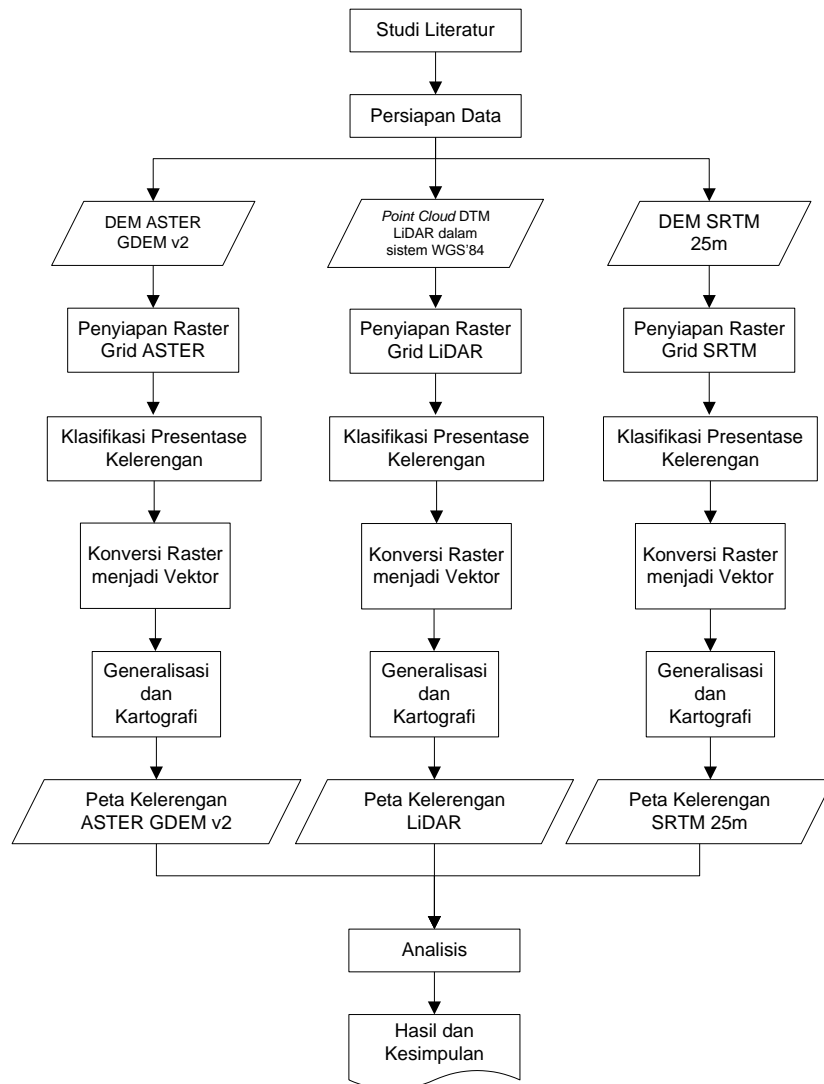 Studi Literatur
Persiapan Data
DEM ASTER
GDEM v2
Point Cloud DTM
LiDAR dalam
sistem WGS'84
DEM SRTM
25m
Penyiapan Raster
Grid ASTER
Penyiapan Raster
Grid LiDAR
Penyiapan Raster
Grid SRTM
Klasifikasi Presentase
Kelerengan
Klasifikasi Presentase
Kelerengan
Klasifikasi Presentase
Kelerengan
Konversi Raster
menjadi Vektor
Konversi Raster
menjadi Vektor
Konversi Raster
menjadi Vektor
Generalisasi
dan
Kartografi
Generalisasi
dan
Kartografi
Generalisasi
dan
Kartografi
Peta Kelerengan
ASTER GDEM v2
Peta Kelerengan
LiDAR
Peta Kelerengan
SRTM 25m
Analisis
Hasil dan
Kesimpulan